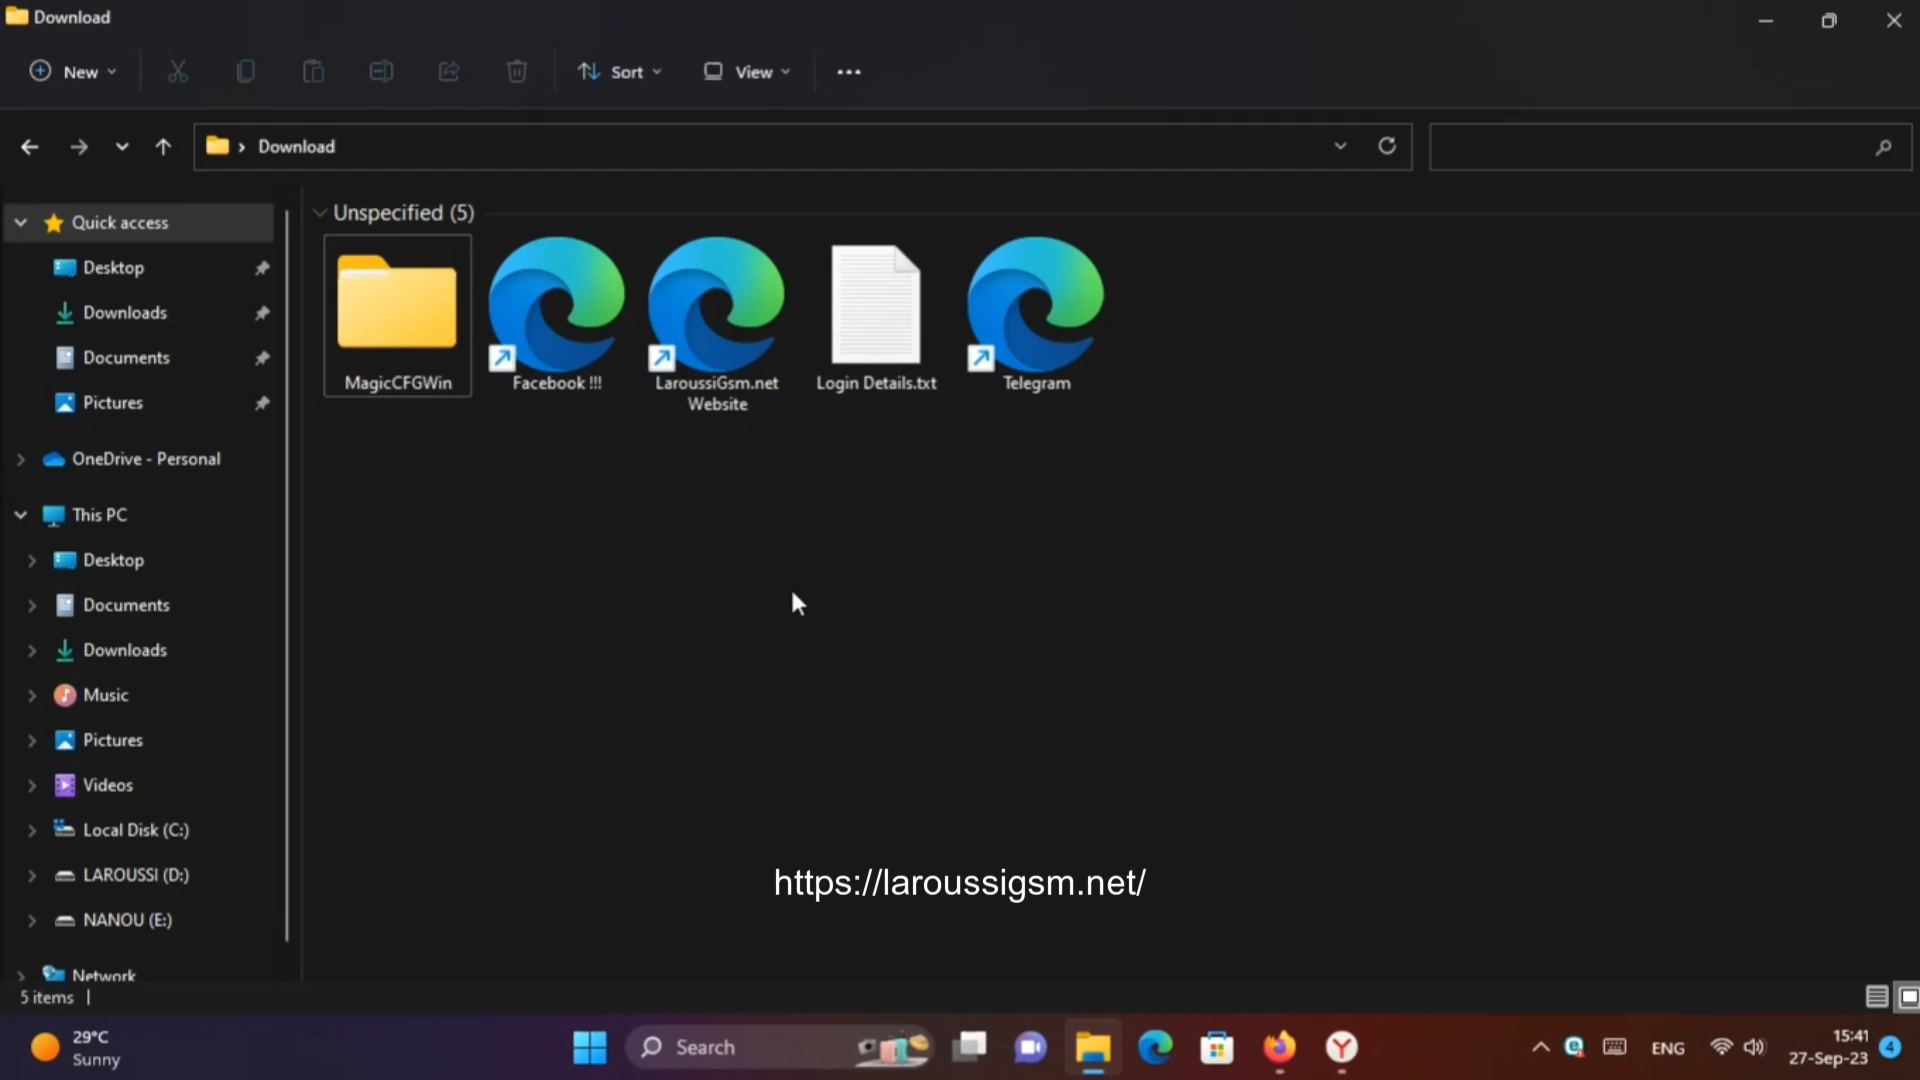 Download
New
Sort
View
Download
Quick access
Desktop
Downloads
Documents
Pictures
OneDrive - Personal
This PC
Desktop
Documents
Downloads
Music
Pictures
Videos
Local Disk (C:)
LAROUSSI (D:)
NANOU (E:)
Network
Unspecified (5)
MagicCFGWin
Facebook !!!
LaroussiGsm.net
Website
Login Details.txt
Telegram
https://laroussigsm.net/
5 items
29°C
Sunny
Search
ENG
15:41
27-Sep-23
4